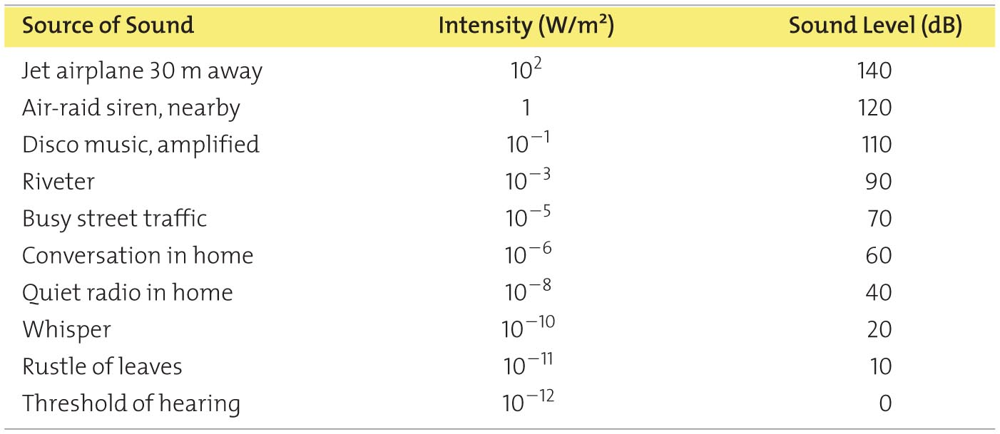 Source of Sound Intensity (W/m²) Sound Level (dB)
Jet airplane 30 m away 10² 140
Air-raid siren, nearby 1 120
Disco music, amplified 10⁻¹ 110
Riveter 10⁻³ 90
Busy street traffic 10⁻⁵ 70
Conversation in home 10⁻⁶ 60
Quiet radio in home 10⁻⁸ 40
Whisper 10⁻¹⁰ 20
Rustle of leaves 10⁻¹¹ 10
Threshold of hearing 10⁻¹² 0